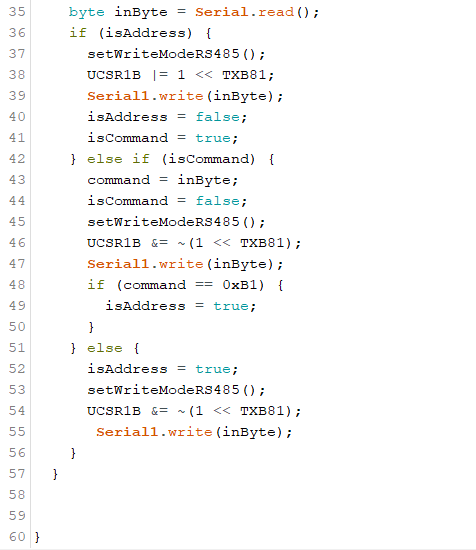 35     byte inByte = Serial.read();
36     if (isAddress) {
37       setWriteModeRS485();
38       UCSR1B |= 1 << TXB81;
39       Serial1.write(inByte);
40       isAddress = false;
41       isCommand = true;
42     } else if (isCommand) {
43       command = inByte;
44       isCommand = false;
45       setWriteModeRS485();
46       UCSR1B &= ~(1 << TXB81);
47       Serial1.write(inByte);
48       if (command == 0xB1) {
49         isAddress = true;
50       }
51     } else {
52       isAddress = true;
53       setWriteModeRS485();
54       UCSR1B &= ~(1 << TXB81);
55        Serial1.write(inByte);
56     }
57   }
58
59
60 }